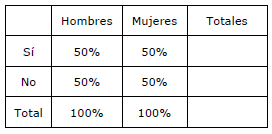 Hombres Mujeres Totales
Sí 50% 50%
No 50% 50%
Total 100% 100%